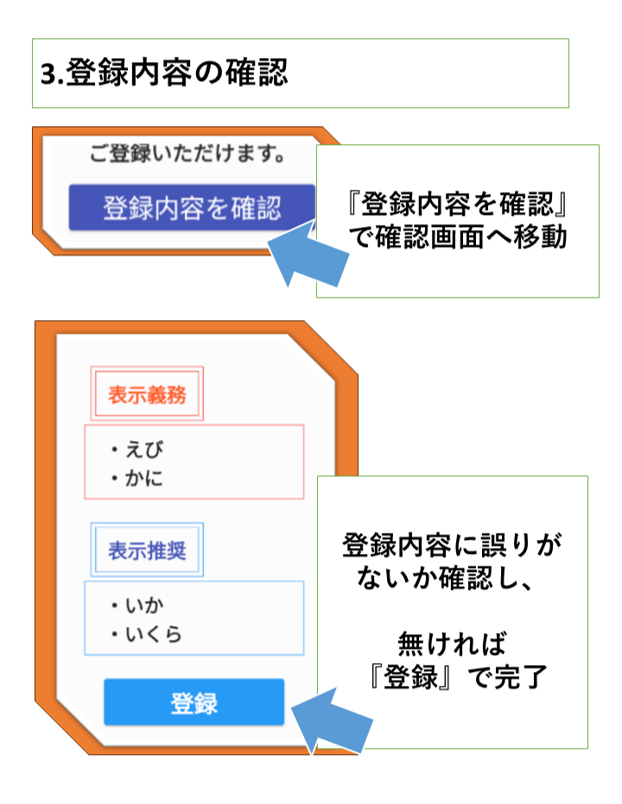 3.登録内容の確認
ご登録いただけます。
登録内容を確認
『登録内容を確認』
で確認画面へ移動
表示義務
・えび
・かに
表示推奨
・いか
・いくら
登録
登録内容に誤りが
ないか確認し、
無ければ
『登録』で完了